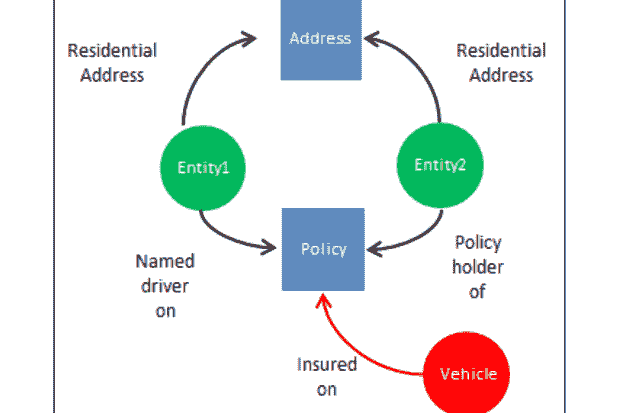 Address
Residential
Address
Residential
Address
Entity1
Entity2
Policy
Named
driver
on
Policy
holder
of
Insured
on
Vehicle